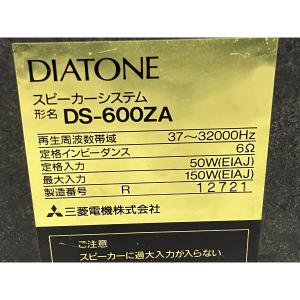 DIATONE
スピーカーシステム
形名 DS-600ZA
再生周波数帯域 37～32000Hz
定格インピーダンス 6Ω
定格入力 50W(EIAJ)
最大入力 150W(EIAJ)
製造番号 R 12721
三菱電機株式会社
ご注意
スピーカーに過大入力が入らない